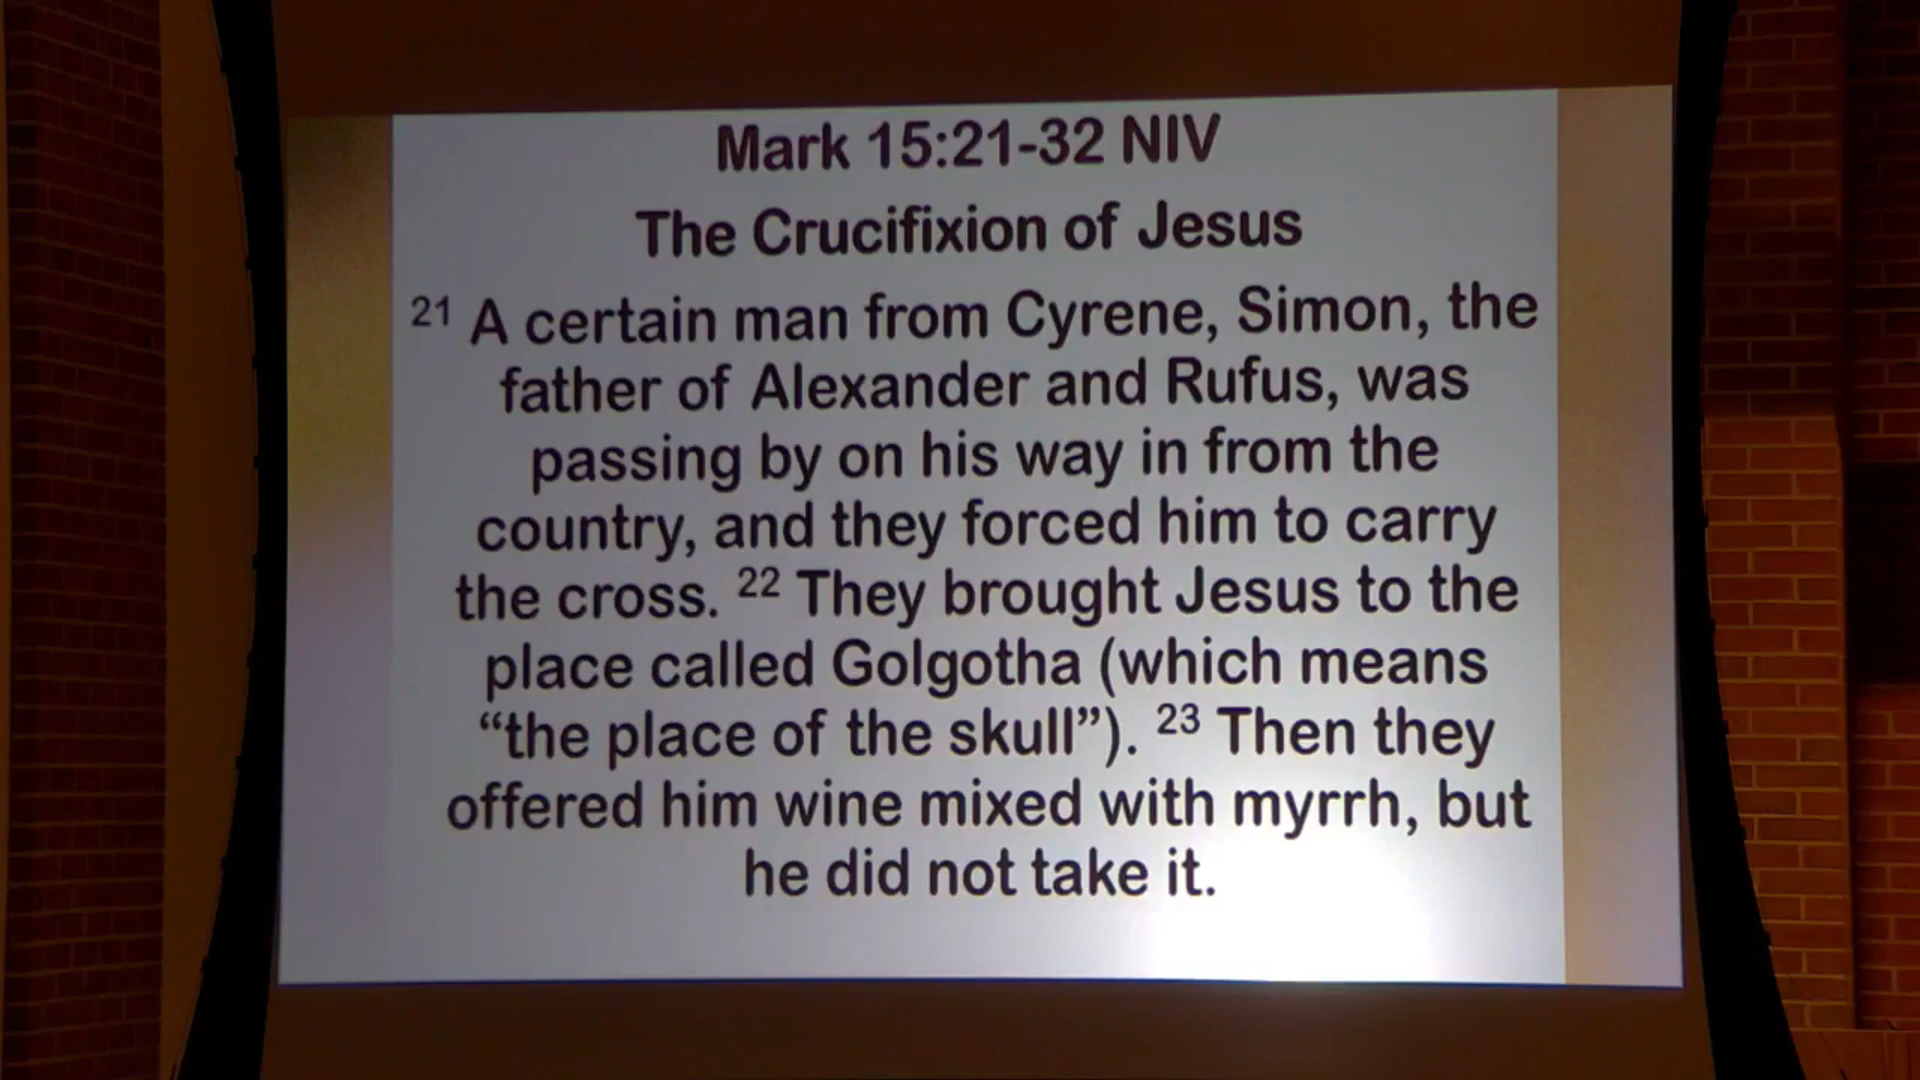 Mark 15:21-32 NIV
The Crucifixion of Jesus
21 A certain man from Cyrene, Simon, the
father of Alexander and Rufus, was
passing by on his way in from the
country, and they forced him to carry
the cross. 22 They brought Jesus to the
place called Golgotha (which means
“the place of the skull”). 23 Then they
offered him wine mixed with myrrh, but
he did not take it.